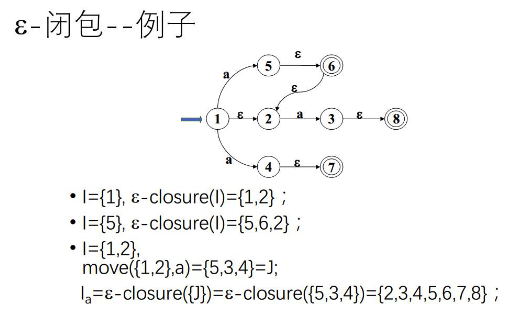 ε-闭包--例子
5
ε
6
a
ε
1
ε
2
a
3
ε
8
a
4
ε
7
• I={1}, ε-closure(I)={1,2} ;
• I={5}, ε-closure(I)={5,6,2} ;
• I={1,2},
move({1,2},a)={5,3,4}=J;
Ia=ε-closure({J})=ε-closure({5,3,4})={2,3,4,5,6,7,8} ;